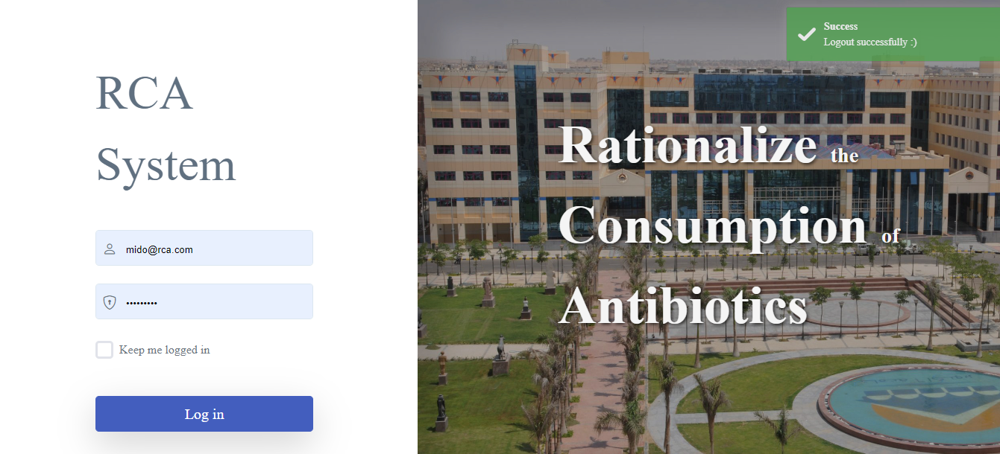 RCA
System
mido@rca.com
•••••••••
Keep me logged in
Log in
Success
Logout successfully :)
Rationalize the
Consumption of
Antibiotics